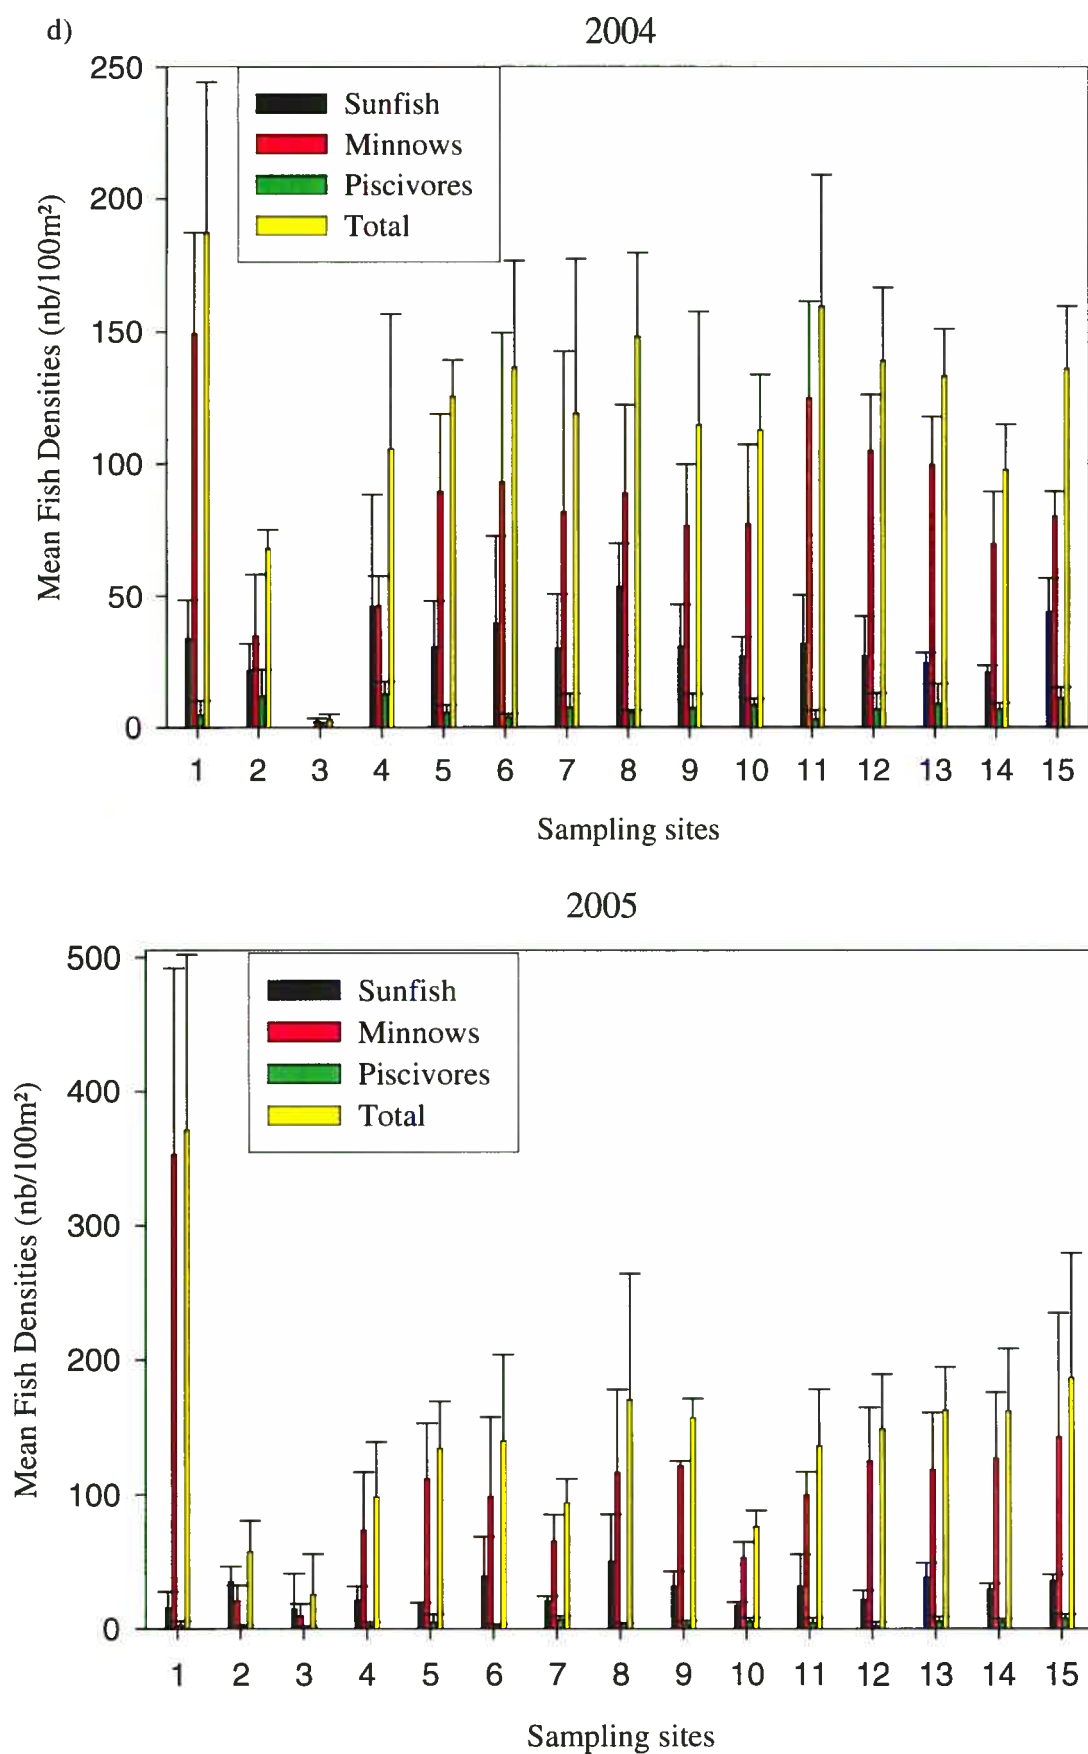 d)
2004
250
200
150
100
50
0
Mean Fish Densities (nb/100m²)
Sunfish
Minnows
Piscivores
Total
1 2 3 4 5 6 7 8 9 10 11 12 13 14 15
Sampling sites
2005
500
400
300
200
100
0
Mean Fish Densities (nb/100m²)
Sunfish
Minnows
Piscivores
Total
1 2 3 4 5 6 7 8 9 10 11 12 13 14 15
Sampling sites